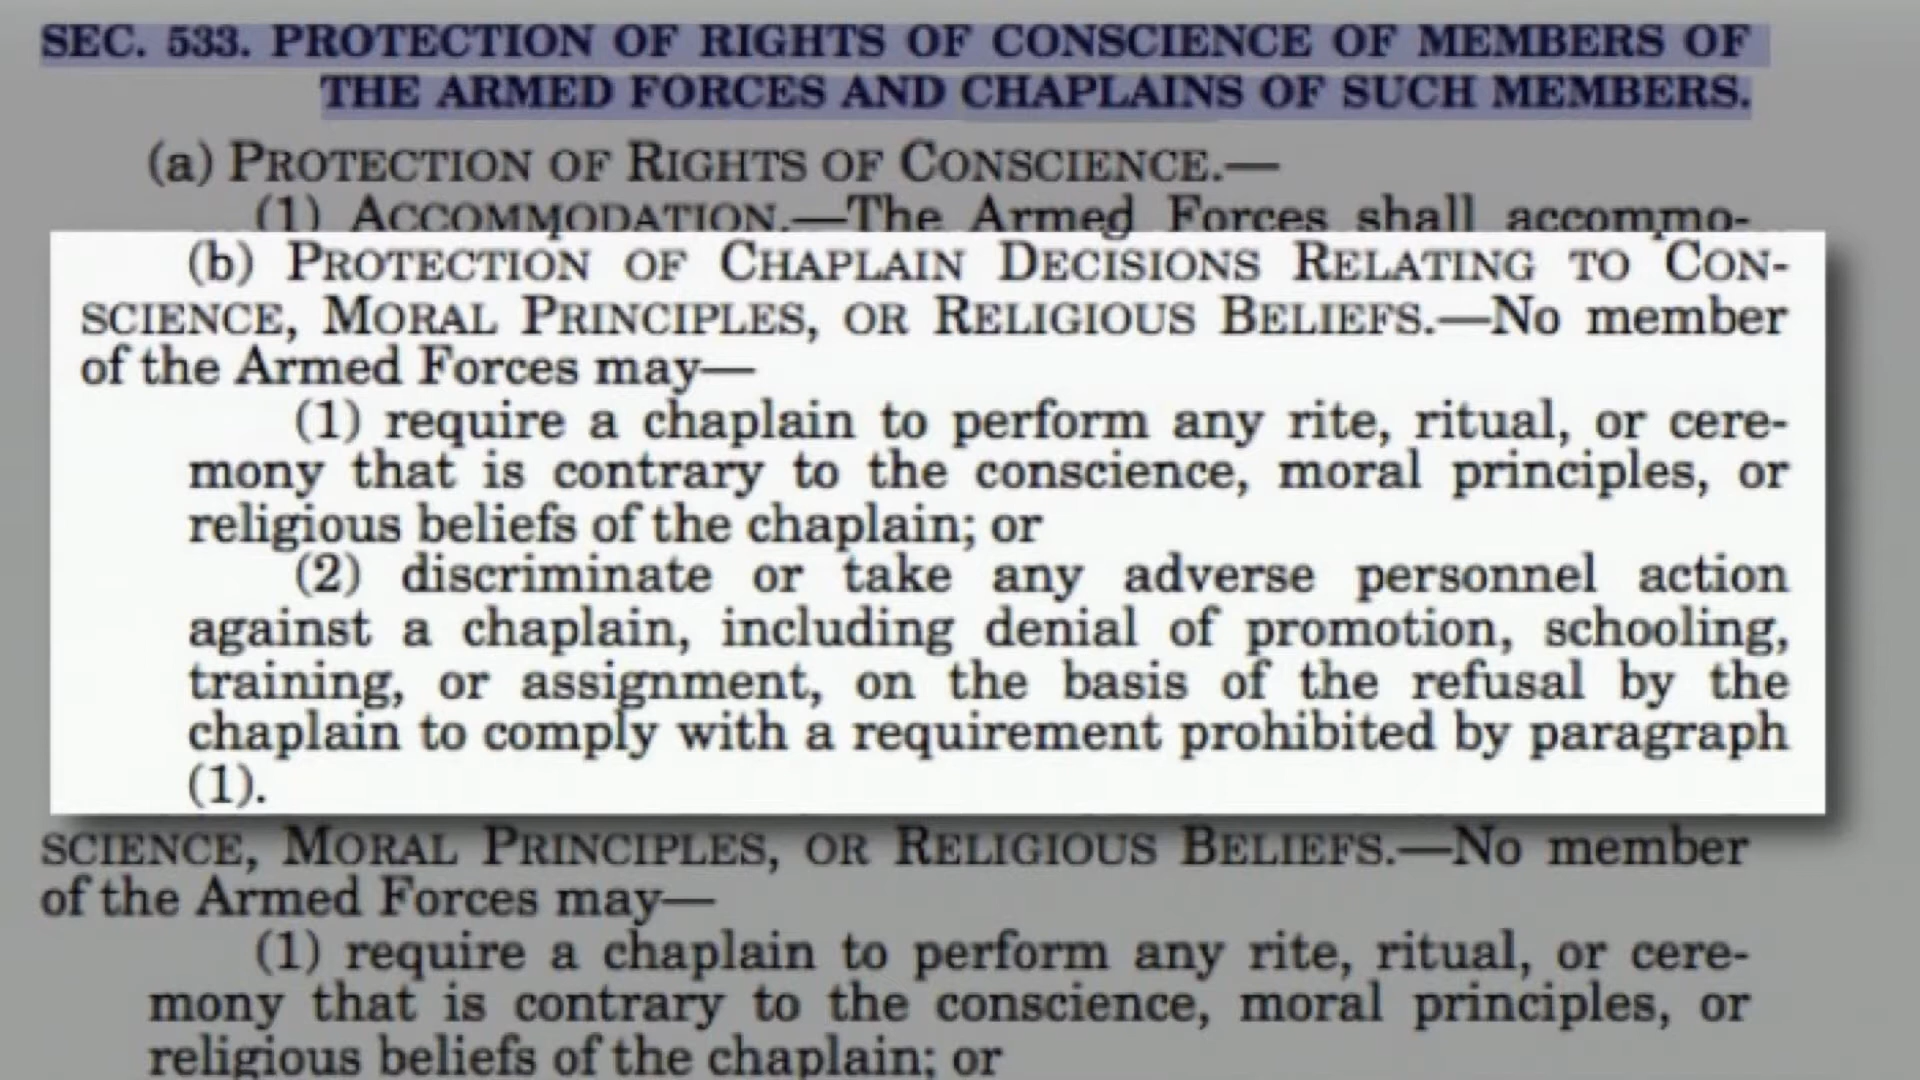 SEC. 533. PROTECTION OF RIGHTS OF CONSCIENCE OF MEMBERS OF
THE ARMED FORCES AND CHAPLAINS OF SUCH MEMBERS.
(a) PROTECTION OF RIGHTS OF CONSCIENCE.—
(1) ACCOMMODATION.—The Armed Forces shall accommo-
(b) PROTECTION OF CHAPLAIN DECISIONS RELATING TO CON-
SCIENCE, MORAL PRINCIPLES, OR RELIGIOUS BELIEFS.—No member
of the Armed Forces may—
(1) require a chaplain to perform any rite, ritual, or cere-
mony that is contrary to the conscience, moral principles, or
religious beliefs of the chaplain; or
(2) discriminate or take any adverse personnel action
against a chaplain, including denial of promotion, schooling,
training, or assignment, on the basis of the refusal by the
chaplain to comply with a requirement prohibited by paragraph
(1).
SCIENCE, MORAL PRINCIPLES, OR RELIGIOUS BELIEFS.—No member
of the Armed Forces may—
(1) require a chaplain to perform any rite, ritual, or cere-
mony that is contrary to the conscience, moral principles, or
religious beliefs of the chaplain; or